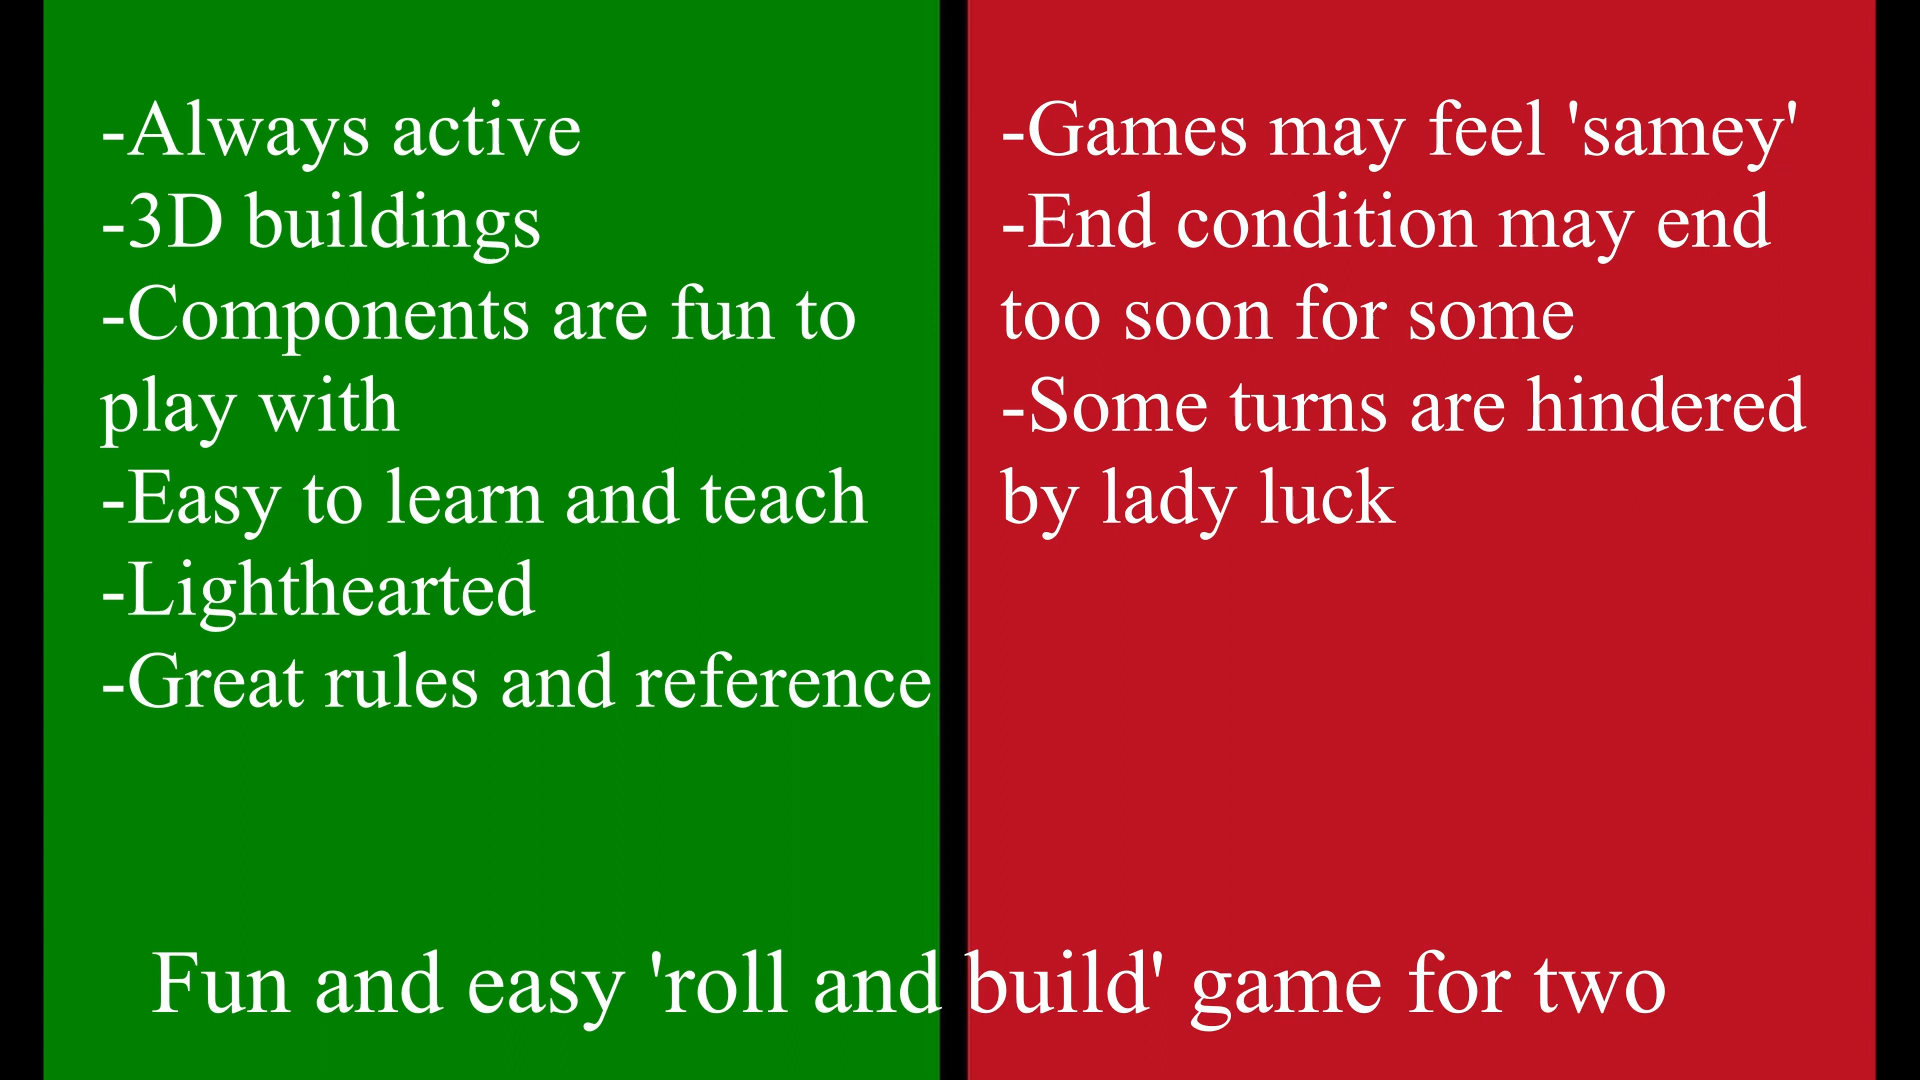 -Always active
-3D buildings
-Components are fun to
play with
-Easy to learn and teach
-Lighthearted
-Great rules and reference
-Games may feel 'samey'
-End condition may end
too soon for some
-Some turns are hindered
by lady luck
Fun and easy 'roll and build' game for two